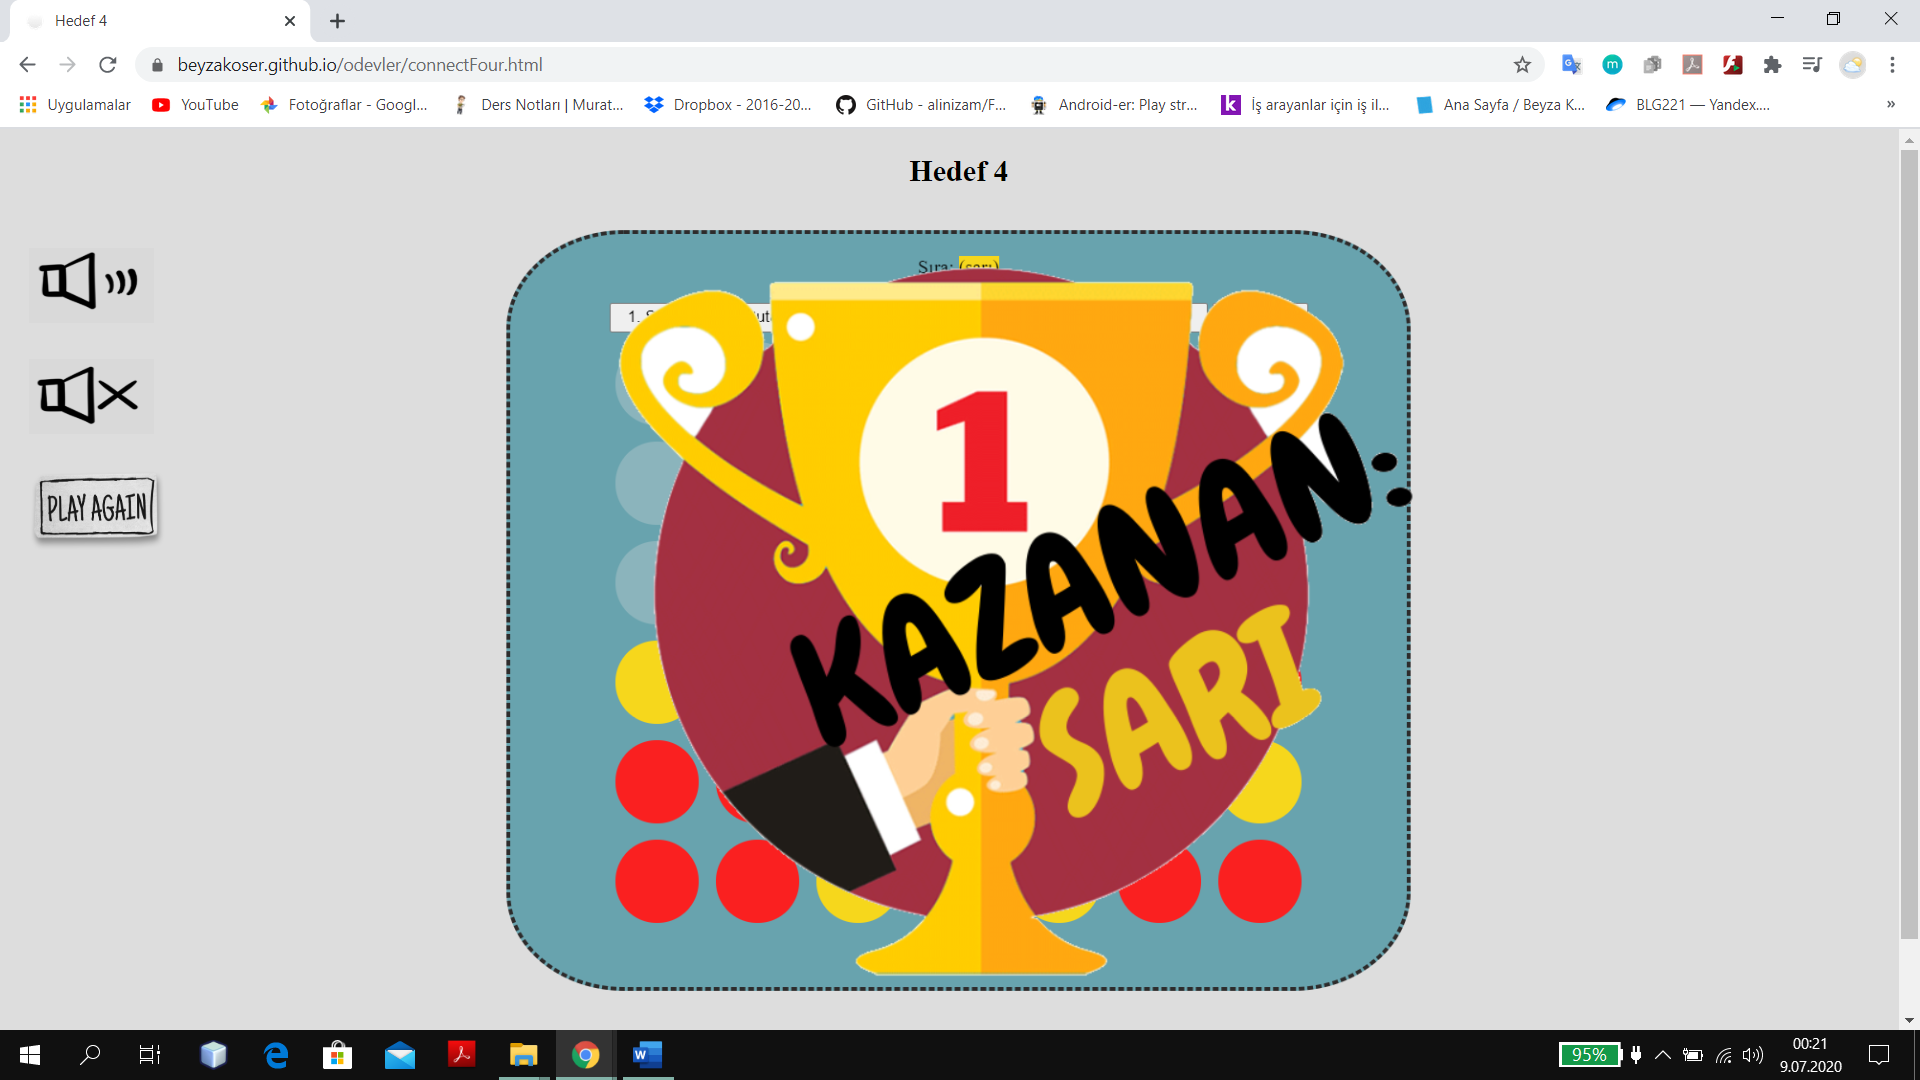 Hedef 4
beyzakoser.github.io/odevler/connectFour.html
Uygulamalar
YouTube
Fotoğraflar - Googl...
Ders Notları | Murat...
Dropbox - 2016-20...
GitHub - alinizam/F...
Android-er: Play str...
İş arayanlar için iş il...
Ana Sayfa / Beyza K...
BLG221 — Yandex....
»
Hedef 4
Sıra: (sarı)
1.
1
KAZANAN:
SARI
PLAY AGAIN
95%
00:21
9.07.2020